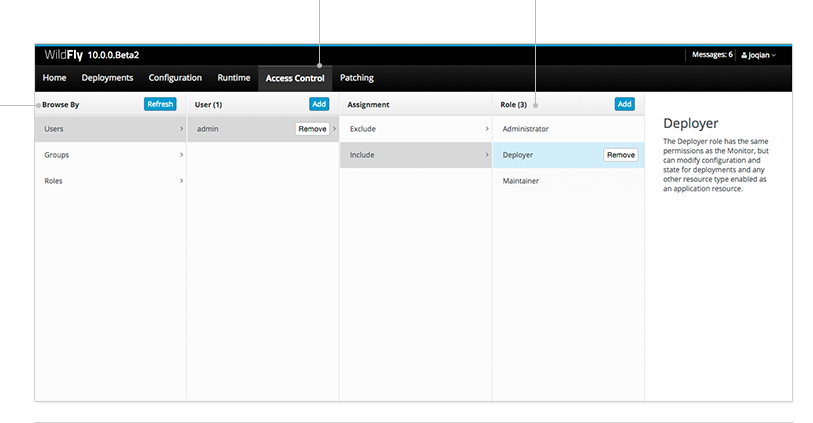 WildFly 10.0.0.Beta2 Messages: 6 joqian
Home Deployments Configuration Runtime Access Control Patching
Browse By Refresh User (1) Add Assignment Role (3) Add
Users admin Remove Exclude Administrator
Groups Include Deployer Remove
Roles Maintainer
Deployer
The Deployer role has the same
permissions as the Monitor, but
can modify configuration and
state for deployments and any
other resource type enabled as
an application resource.